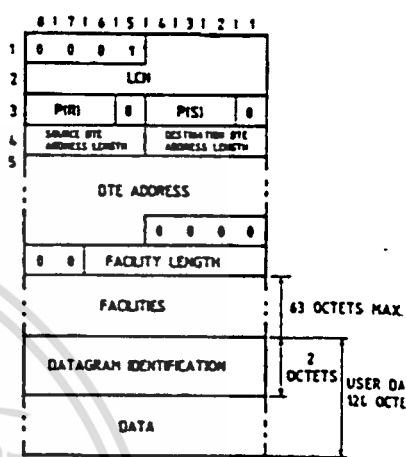 8 7 6 5 4 3 2 1
1 0 0 0 1
2 LCN
3 P(R) 0 P(S) 0
4 SOURCE DTE ADDRESS LENGTH DESTINATION DTE ADDRESS LENGTH
5
DTE ADDRESS
0 0 0 0
0 0 FACILITY LENGTH
FACILITIES
63 OCTETS MAX.
DATAGRAM IDENTIFICATION
2 OCTETS
USER DA
OCTE
DATA